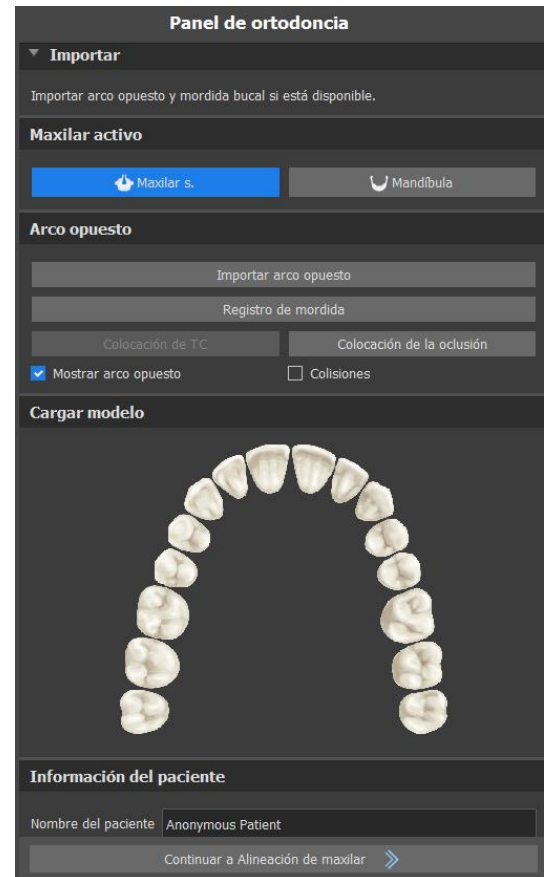 Panel de ortodoncia
Importar
Importar arco opuesto y mordida bucal si está disponible.
Maxilar activo
Maxilar s.
Mandíbula
Arco opuesto
Importar arco opuesto
Registro de mordida
Colocación de TC
Colocación de la oclusión
Mostrar arco opuesto
Colisiones
Cargar modelo
Información del paciente
Nombre del paciente Anonymous Patient
Continuar a Alineación de maxilar